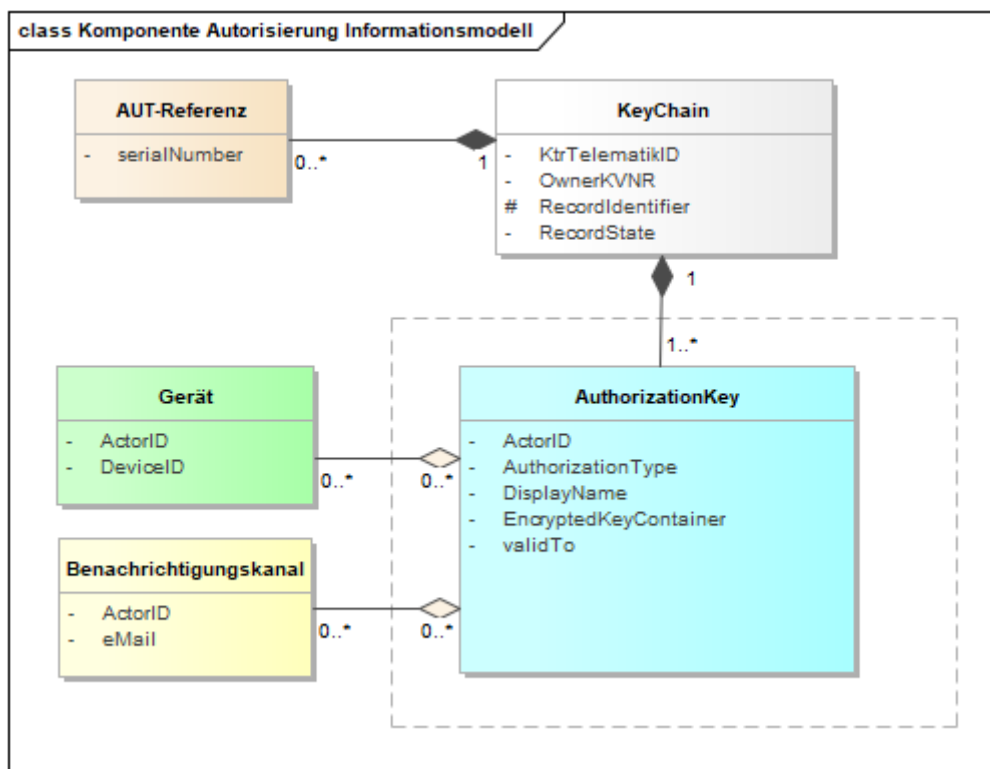 class Komponente Autorisierung Informationsmodell
AUT-Referenz
- serialNumber
0..*
1
KeyChain
- KtrTelematikID
- OwnerKVNR
# RecordIdentifier
- RecordState
1
1..*
Gerät
- ActorID
- DeviceID
0..*
0..*
AuthorizationKey
- ActorID
- AuthorizationType
- DisplayName
- EncryptedKeyContainer
- validTo
Benachrichtigungskanal
- ActorID
- eMail
0..*
0..*